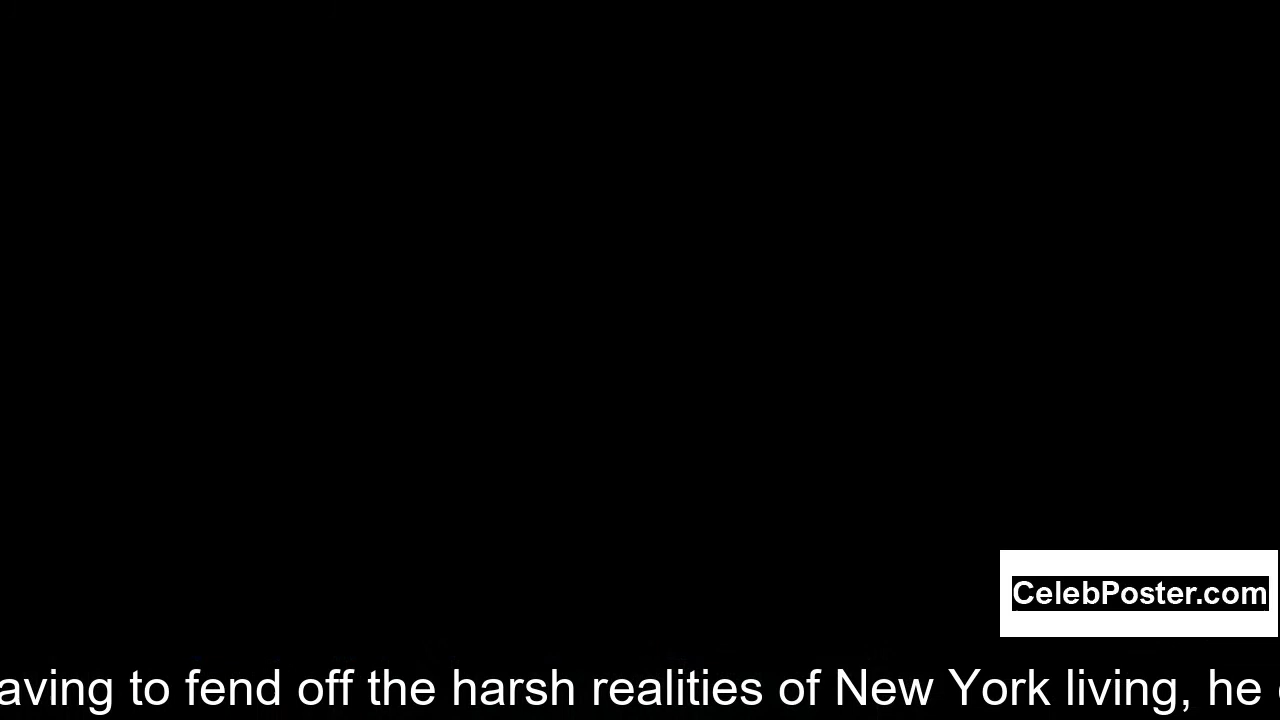 CelebPoster.com
aving to fend off the harsh realities of New York living, he